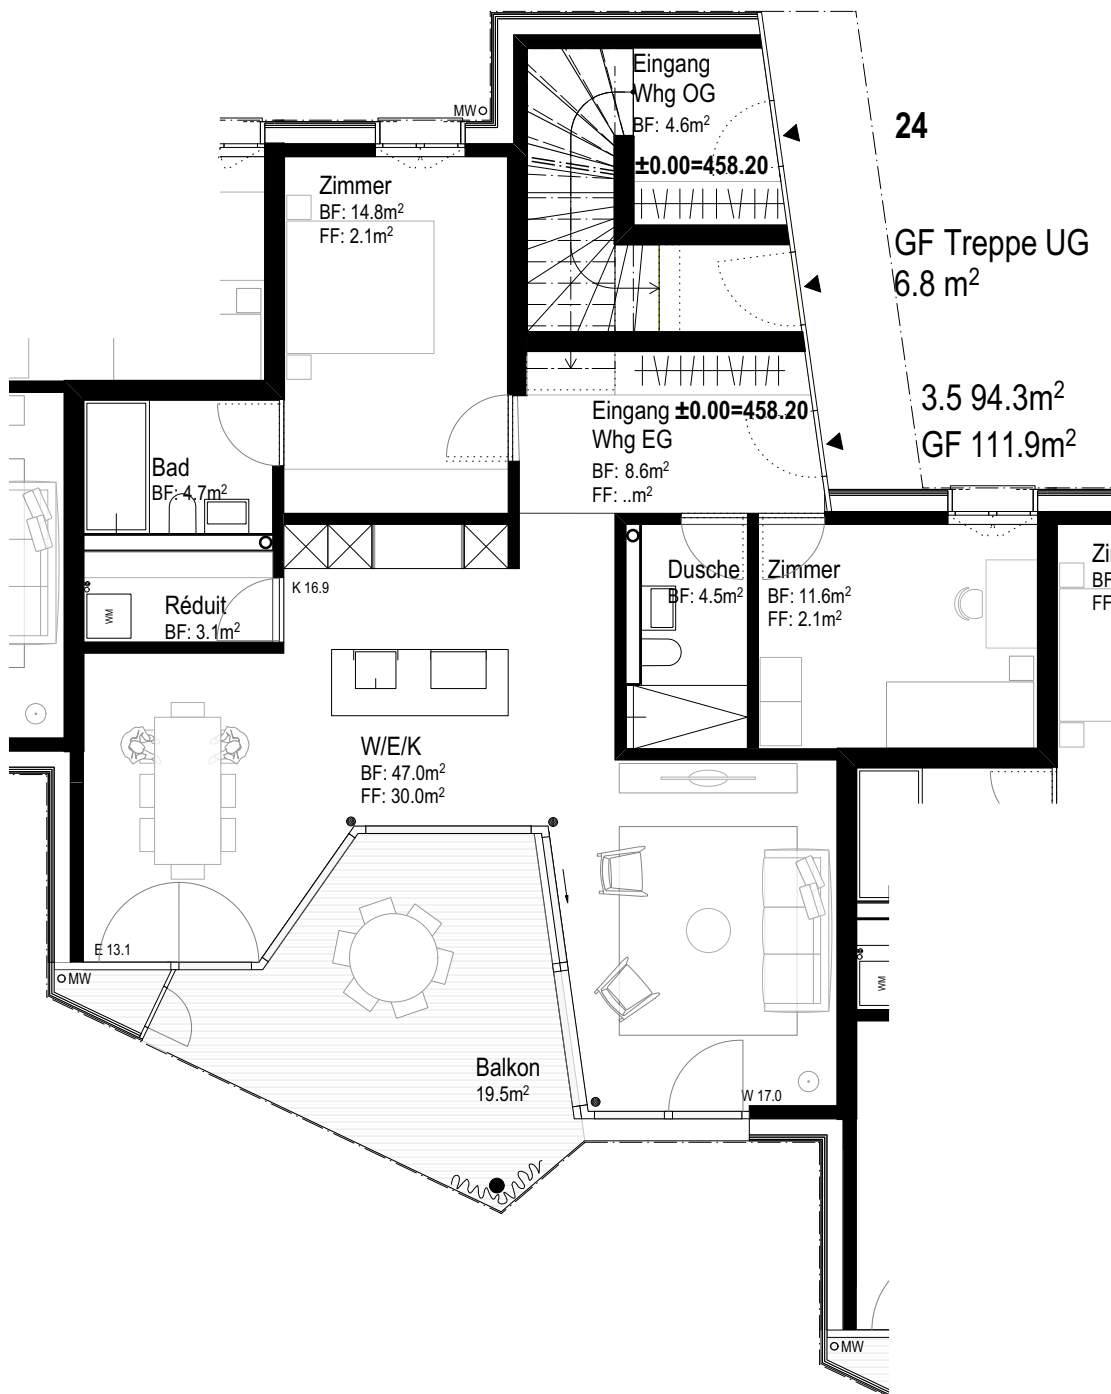 Eingang
Whg OG
BF: 4.6m²
±0.00=458.20
MW
24
Zimmer
BF: 14.8m²
FF: 2.1m²
GF Treppe UG
6.8 m²
3.5 94.3m²
GF 111.9m²
Eingang ±0.00=458.20
Whg EG
BF: 8.6m²
FF: ..m²
Bad
BF: 4.7m²
K 16.9
Réduit
BF: 3.1m²
WM
Dusche
BF: 4.5m²
Zimmer
BF: 11.6m²
FF: 2.1m²
Zi
BF
FF
W/E/K
BF: 47.0m²
FF: 30.0m²
E 13.1
MW
WM
Balkon
19.5m²
W 17.0
MW